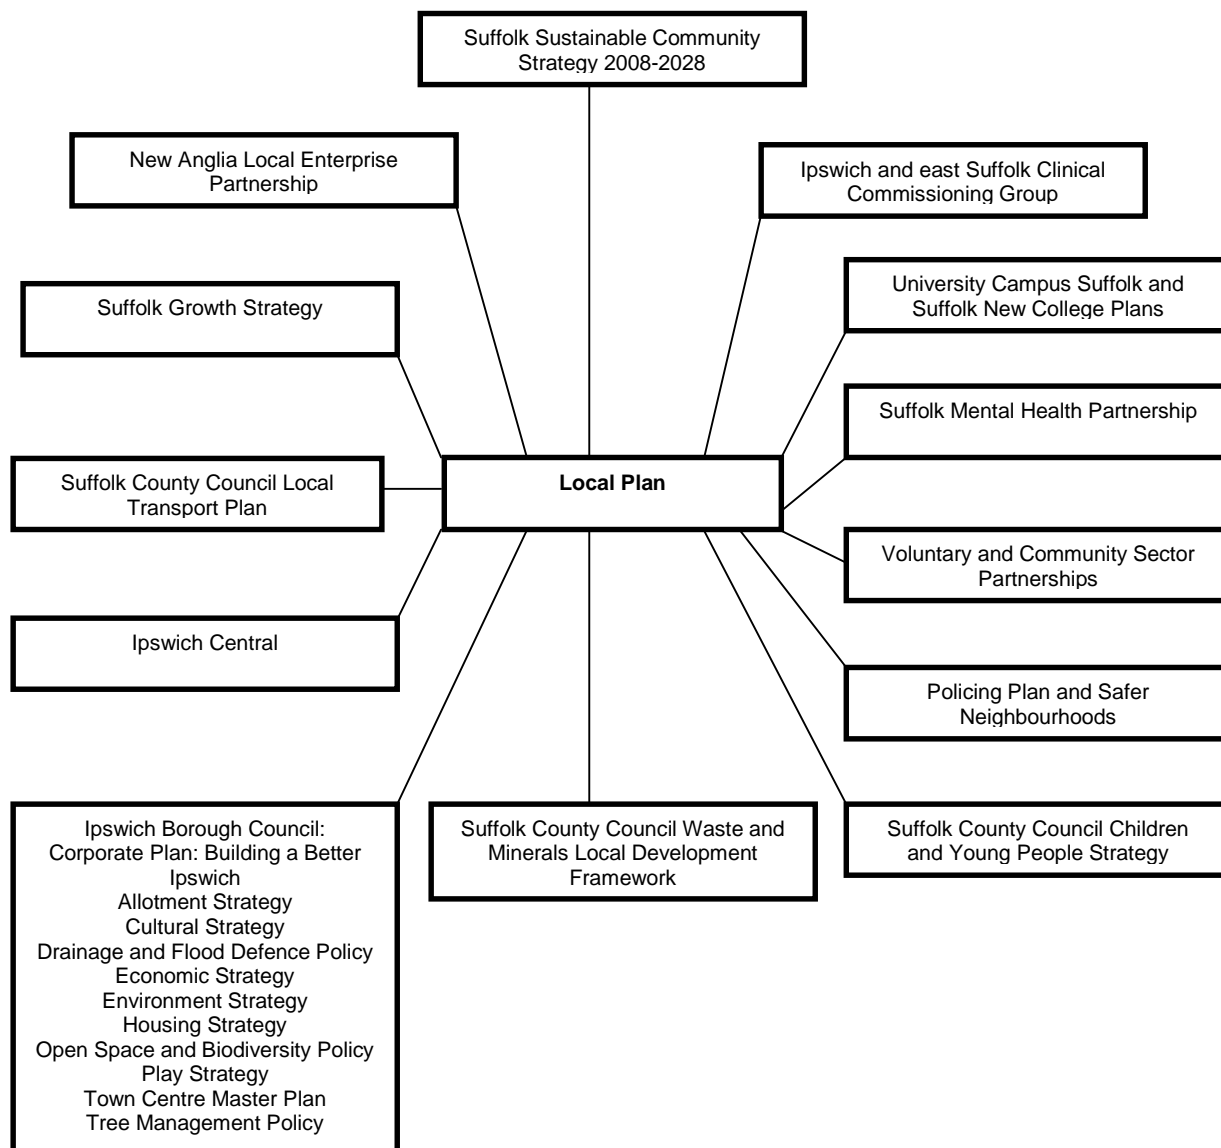 Suffolk Sustainable Community
Strategy 2008-2028
New Anglia Local Enterprise
Partnership
Ipswich and east Suffolk Clinical
Commissioning Group
Suffolk Growth Strategy
University Campus Suffolk and
Suffolk New College Plans
Suffolk Mental Health Partnership
Suffolk County Council Local
Transport Plan
Local Plan
Voluntary and Community Sector
Partnerships
Ipswich Central
Policing Plan and Safer
Neighbourhoods
Ipswich Borough Council:
Corporate Plan: Building a Better
Ipswich
Allotment Strategy
Cultural Strategy
Drainage and Flood Defence Policy
Economic Strategy
Environment Strategy
Housing Strategy
Open Space and Biodiversity Policy
Play Strategy
Town Centre Master Plan
Tree Management Policy
Suffolk County Council Waste and
Minerals Local Development
Framework
Suffolk County Council Children
and Young People Strategy